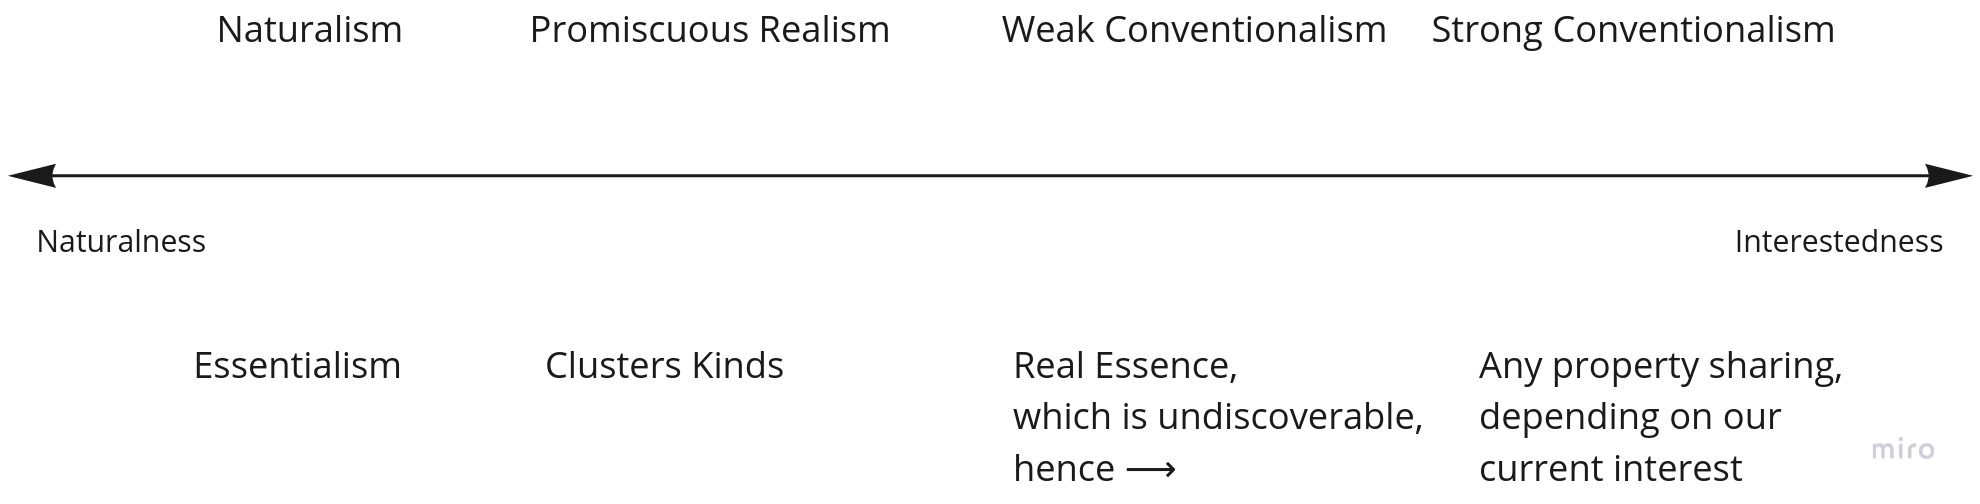 Naturalism Promiscuous Realism Weak Conventionalism Strong Conventionalism
Naturalness Interestedness
Essentialism
Clusters Kinds
Real Essence,
which is undiscoverable,
hence ⟶
Any property sharing,
depending on our
current interest
miro